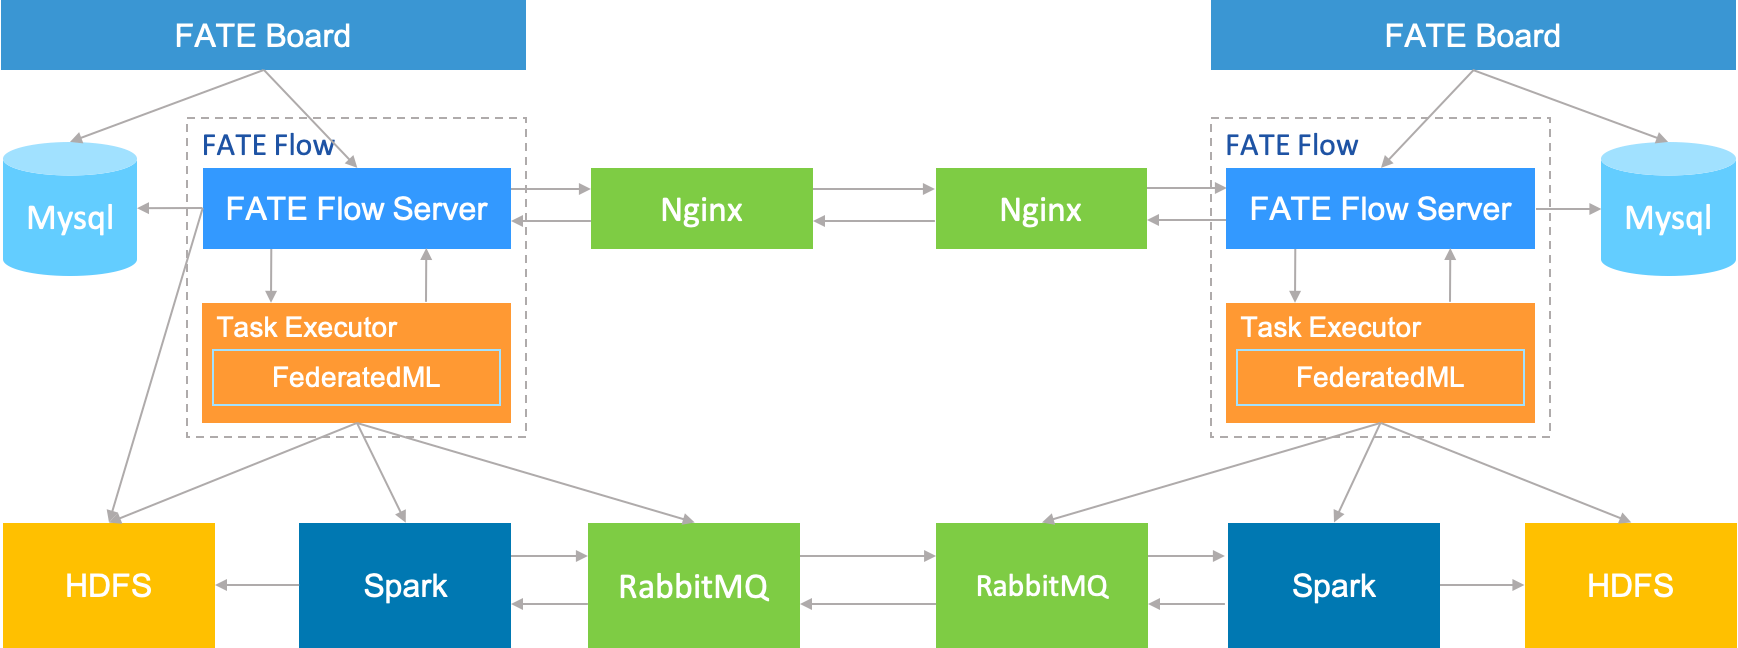 FATE Board
FATE Board
FATE Flow
FATE Flow
Mysql
FATE Flow Server
Nginx
Nginx
FATE Flow Server
Mysql
Task Executor
Task Executor
FederatedML
FederatedML
HDFS
Spark
RabbitMQ
RabbitMQ
Spark
HDFS